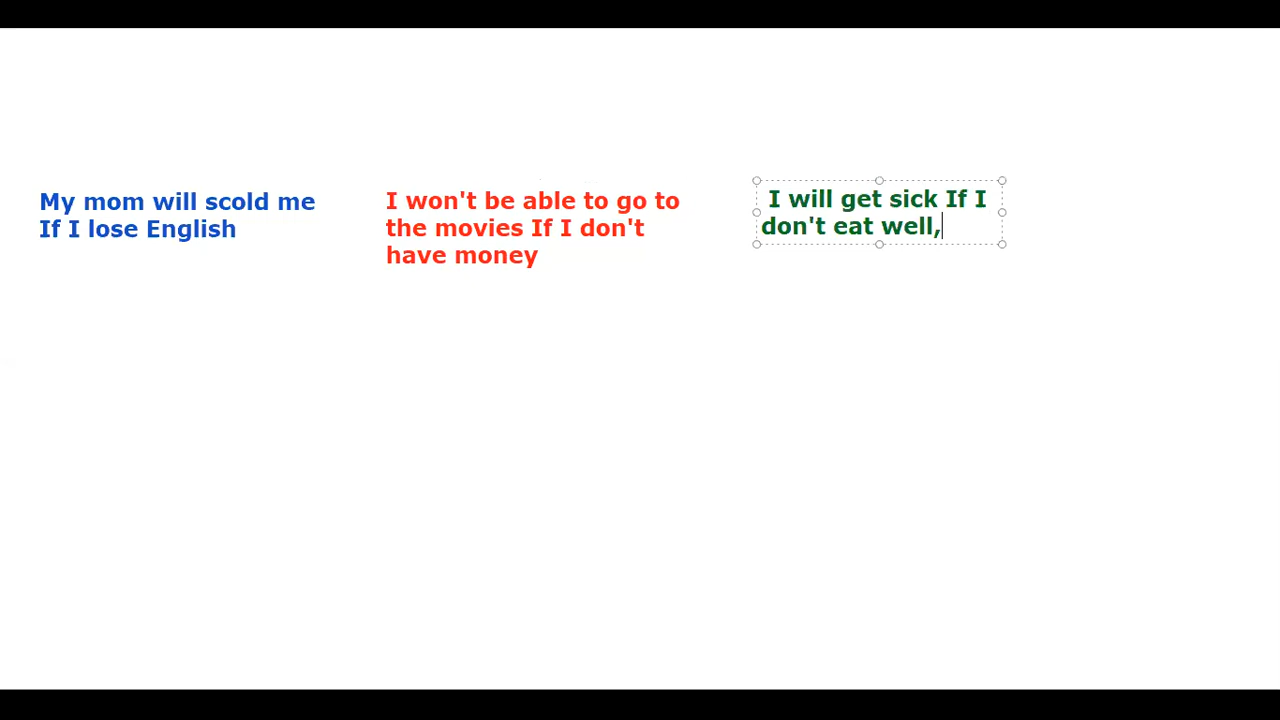 My mom will scold me
If I lose English
I won't be able to go to
the movies If I don't
have money
I will get sick If I
don't eat well,